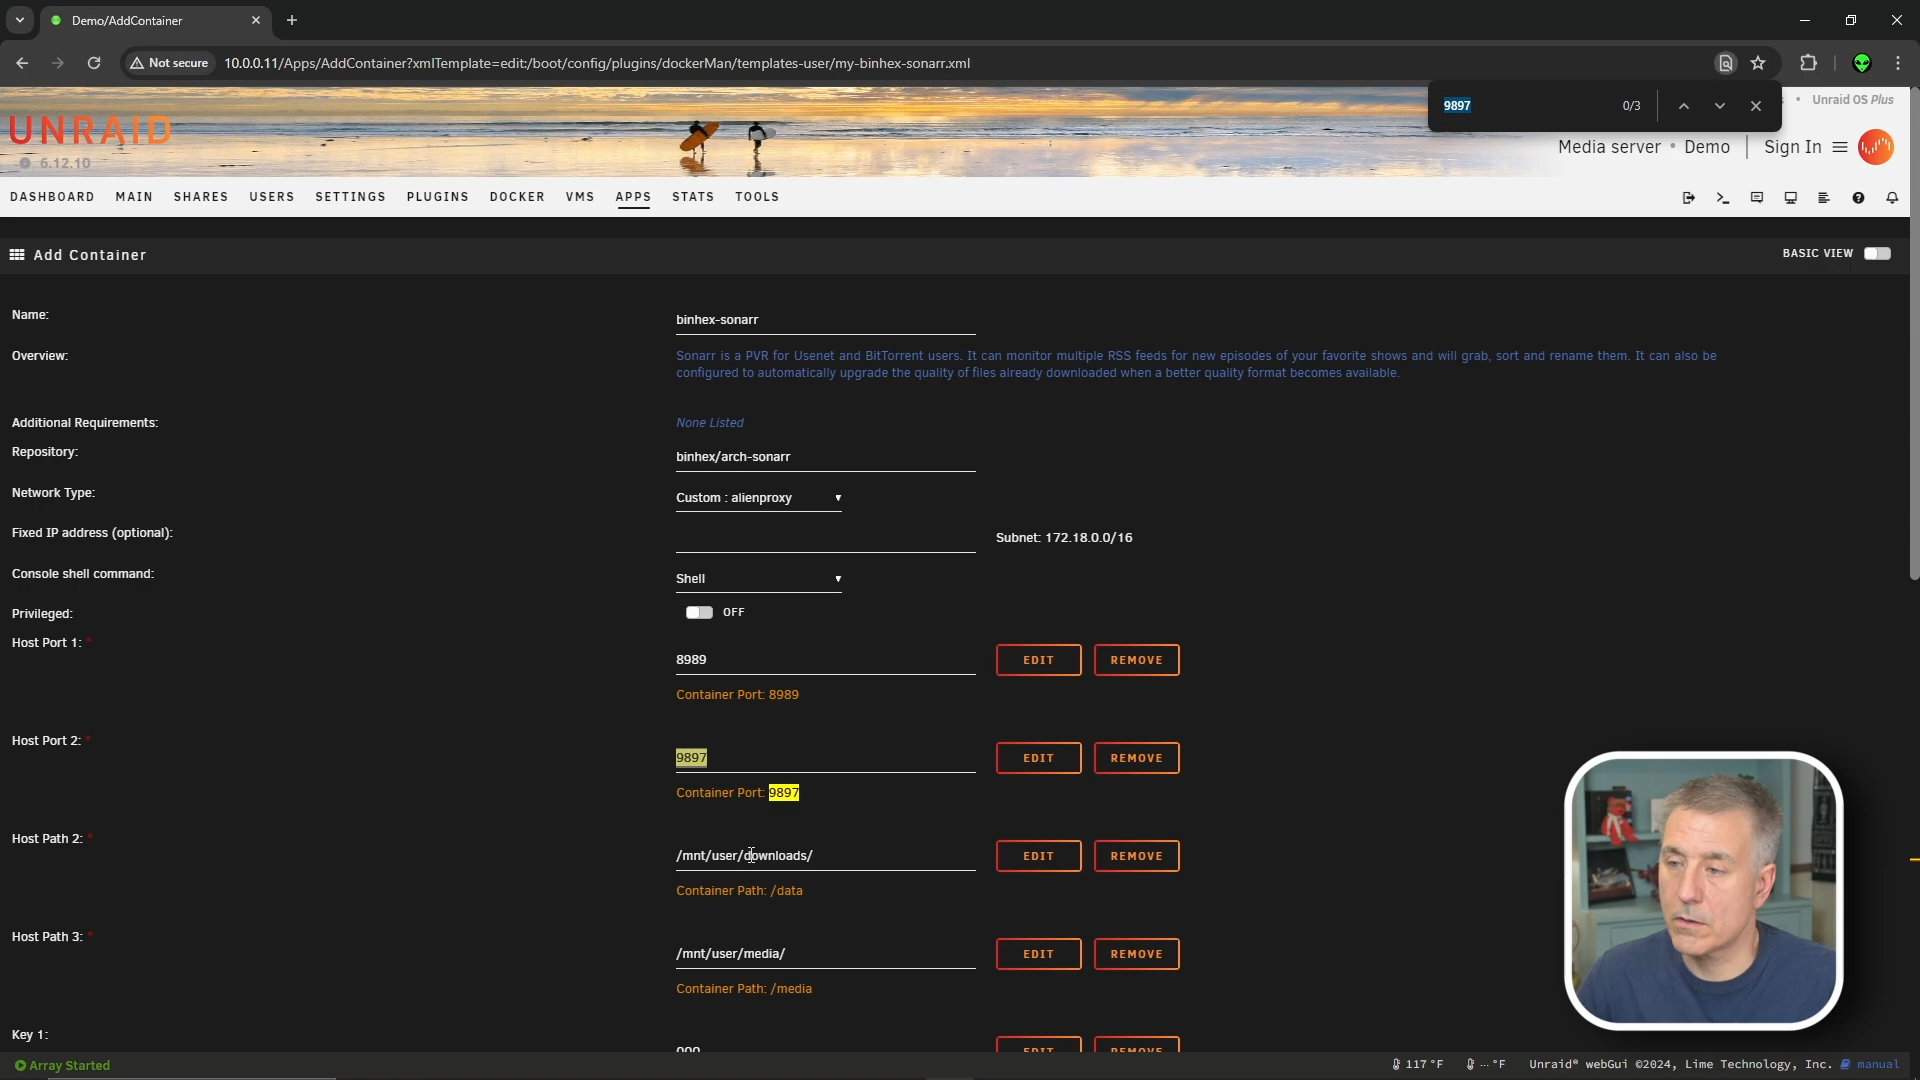 Demo/AddContainer
Not secure
10.0.0.11/Apps/AddContainer?xmlTemplate=edit:/boot/config/plugins/dockerMan/templates-user/my-binhex-sonarr.xml
9897
0/3
UNRAID
6.12.10
• Unraid OS Plus
Media server • Demo
Sign In
DASHBOARD MAIN SHARES USERS SETTINGS PLUGINS DOCKER VMS APPS STATS TOOLS
Add Container
BASIC VIEW
Name:
binhex-sonarr
Overview:
Sonarr is a PVR for Usenet and BitTorrent users. It can monitor multiple RSS feeds for new episodes of your favorite shows and will grab, sort and rename them. It can also be
configured to automatically upgrade the quality of files already downloaded when a better quality format becomes available.
Additional Requirements:
None Listed
Repository:
binhex/arch-sonarr
Network Type:
Custom : alienproxy
Fixed IP address (optional):
Subnet: 172.18.0.0/16
Console shell command:
Shell
Privileged:
OFF
Host Port 1: *
8989
EDIT
REMOVE
Container Port: 8989
Host Port 2: *
9897
EDIT
REMOVE
Container Port: 9897
Host Path 2: *
/mnt/user/downloads/
EDIT
REMOVE
Container Path: /data
Host Path 3: *
/mnt/user/media/
EDIT
REMOVE
Container Path: /media
Key 1:
000
EDIT
REMOVE
Array Started
117 °F
--- °F
Unraid® webGui ©2024, Lime Technology, Inc.
manual